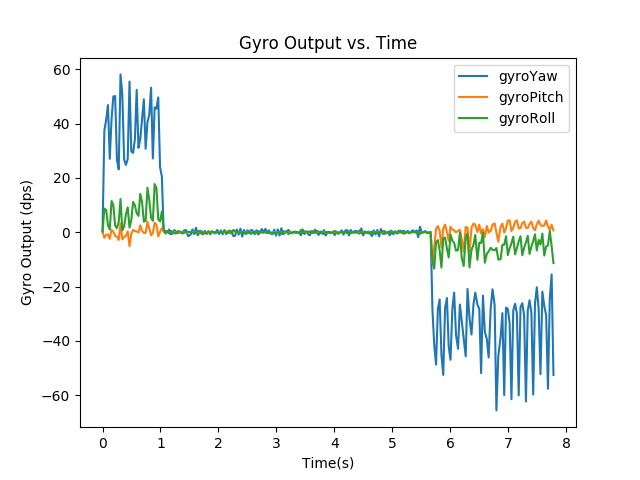 Gyro Output vs. Time
gyroYaw
gyroPitch
gyroRoll
Gyro Output (dps)
60
40
20
0
−20
−40
−60
0 1 2 3 4 5 6 7 8
Time(s)